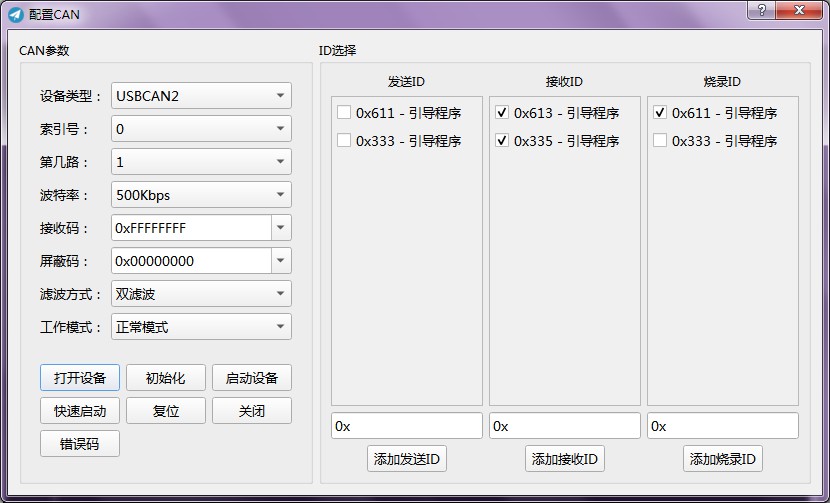 配置CAN
CAN参数
设备类型： USBCAN2
索引号： 0
第几路： 1
波特率： 500Kbps
接收码： 0xFFFFFFFF
屏蔽码： 0x00000000
滤波方式： 双滤波
工作模式： 正常模式
打开设备 初始化 启动设备
快速启动 复位 关闭
错误码
ID选择
发送ID
0x611 - 引导程序
0x333 - 引导程序
0x
添加发送ID
接收ID
0x613 - 引导程序
0x335 - 引导程序
0x
添加接收ID
烧录ID
0x611 - 引导程序
0x333 - 引导程序
0x
添加烧录ID